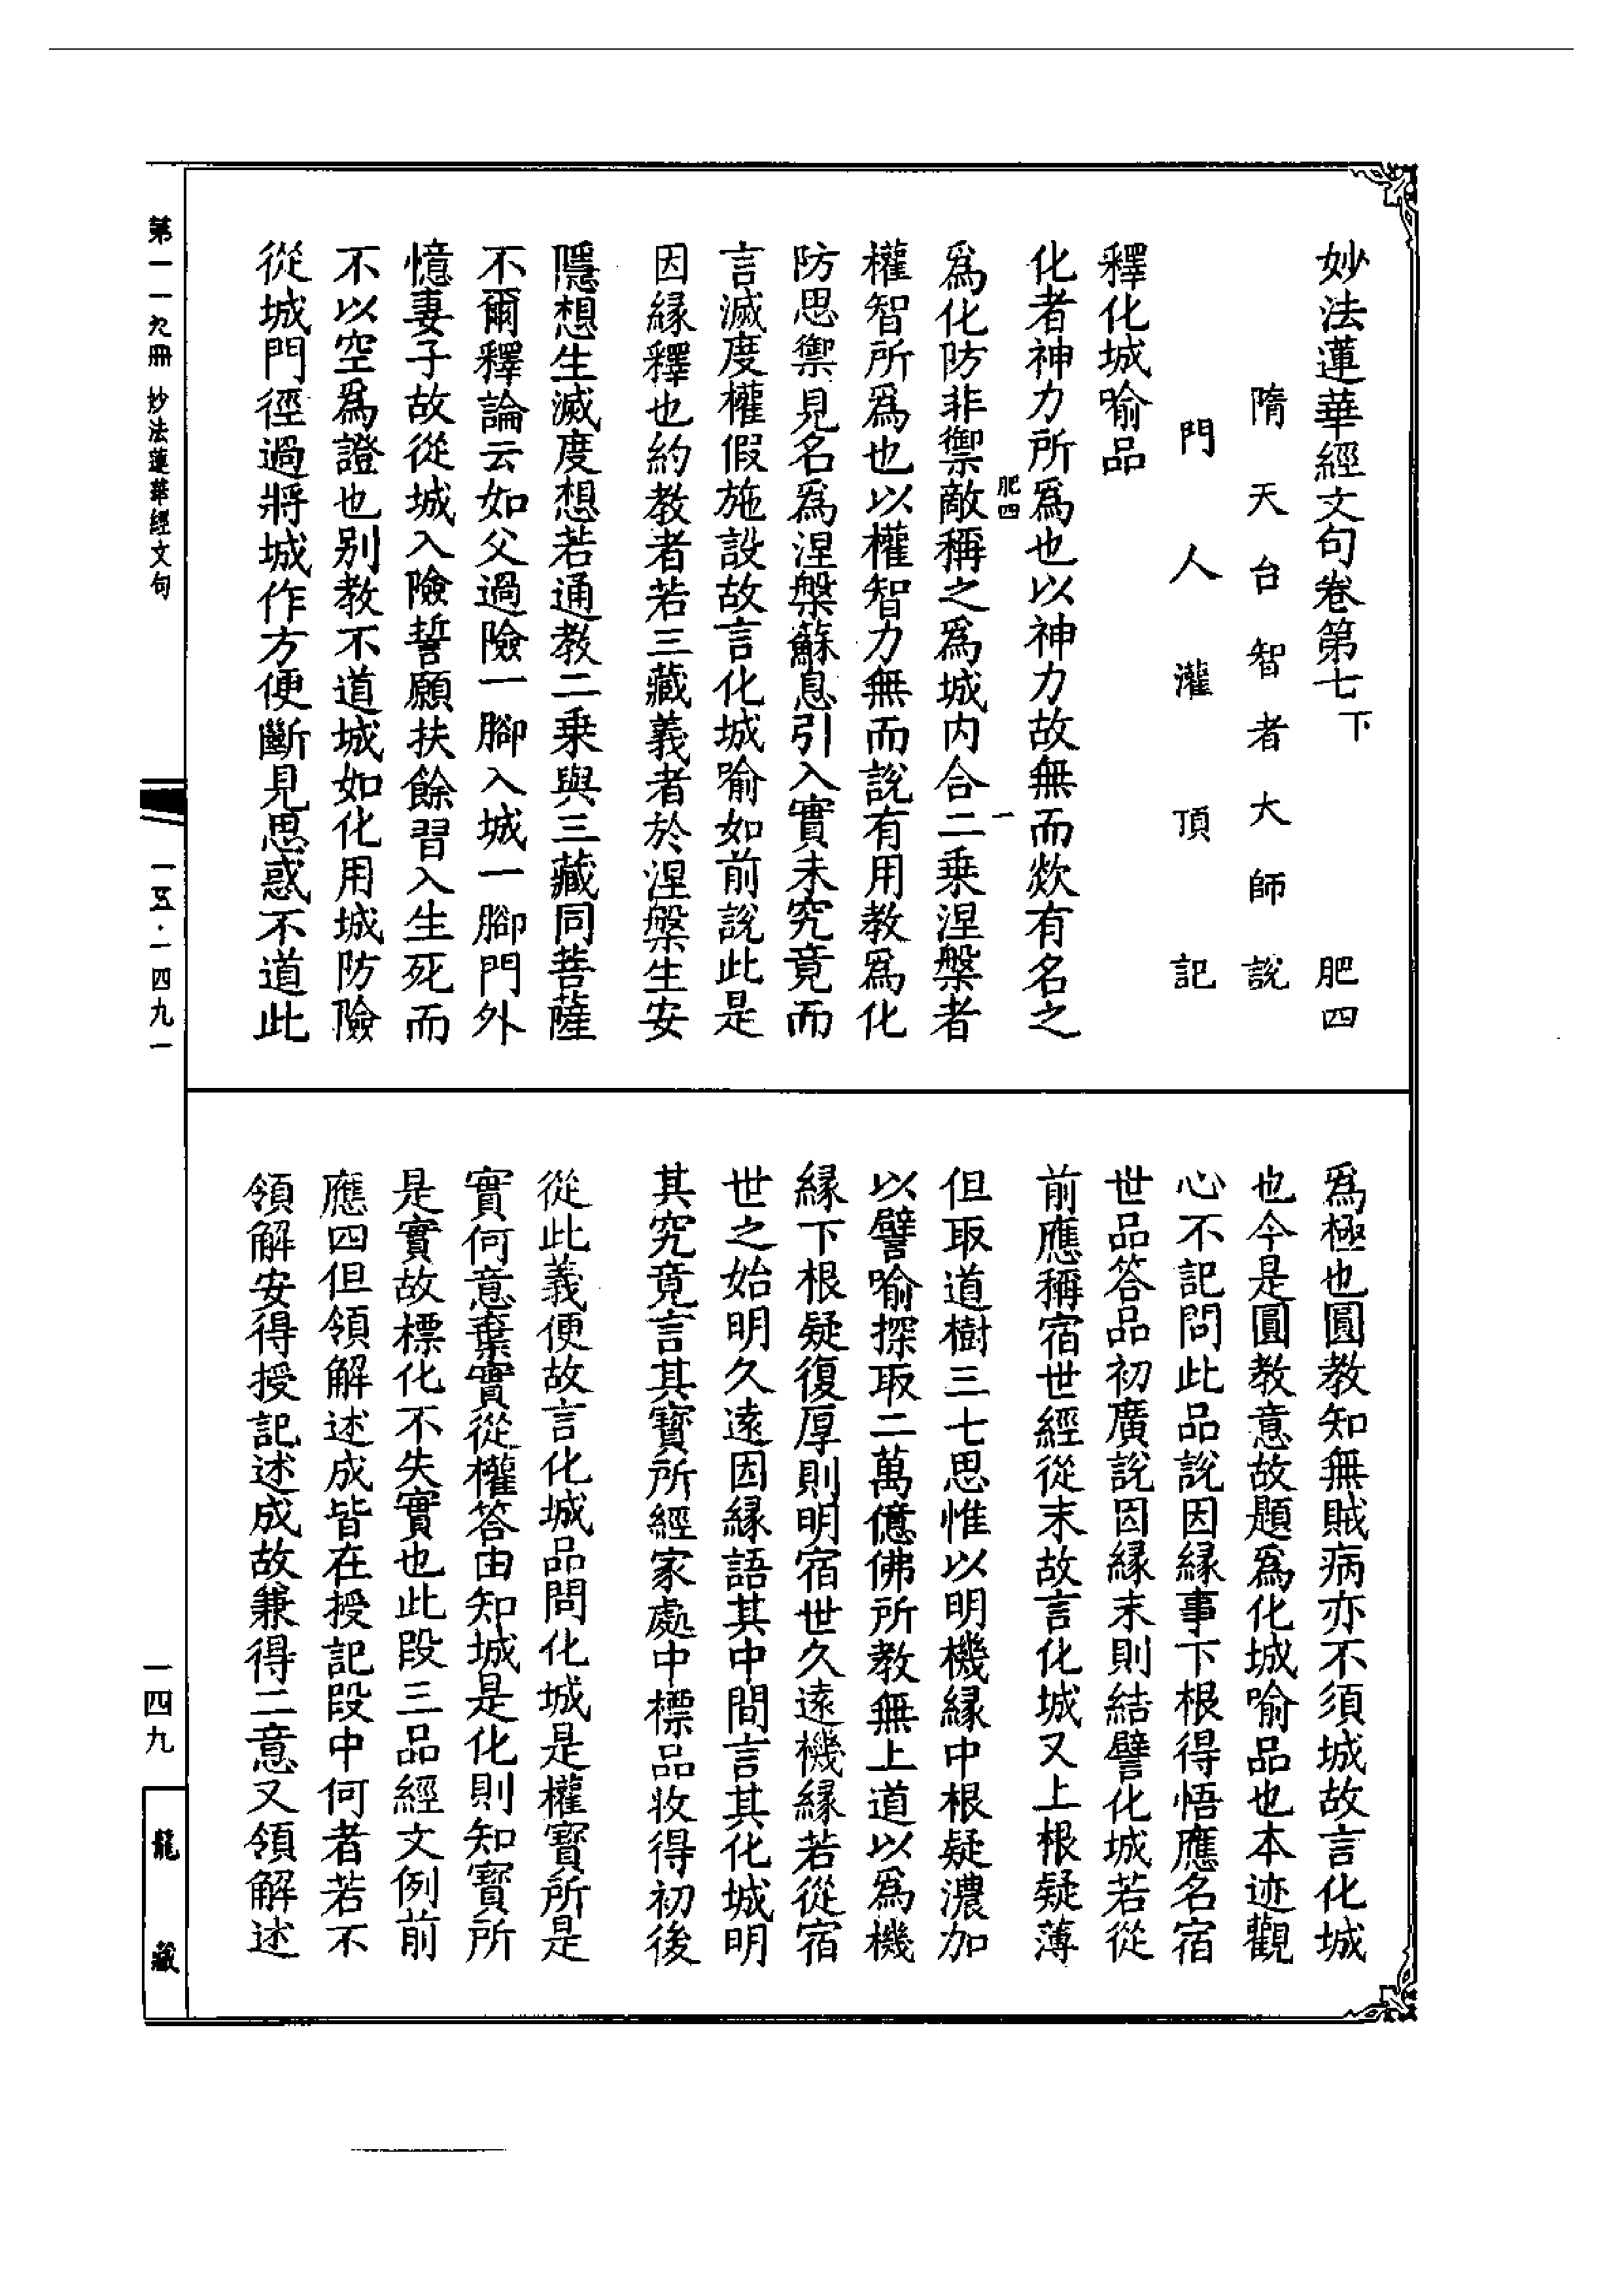 妙法蓮華經文句卷第七下　肥四
隋天台智者大師說
門人灌頂記
釋化城喻品
化者神力所爲也以神力故無而欻有名之
肥四　一
爲化防非禦敵稱之爲城内合二乗涅槃者
權智所爲也以權智力無而說有用教爲化
防思禦見名爲涅槃蘇息引入實未究竟而
言滅度權假施設故言化城喻如前說此是
因縁釋也約教者若三藏義者於涅槃生安
隱想生滅度想若通教二乗與三藏同菩薩
不爾釋論云如父過險一腳入城一腳門外
憶妻子故從城入險誓願扶餘習入生死而
不以空爲證也别教不道城如化用城防險
從城門徑過將城作方便斷見思惑不道此
爲極也圓教知無賊病亦不須城故言化城
也今是圓教意故題爲化城喻品也本迹觀
心不記問此品說因縁事下根得悟應名宿
世品答品初廣說因縁末則結譬化城若從
前應稱宿世經從末故言化城又上根疑薄
但取道樹三七思惟以明機縁中根疑濃加
以譬喻探取二萬億佛所教無上道以爲機
縁下根疑復厚則明宿世久遠機縁若從宿
世之始明久遠因縁語其中間言其化城明
其究竟言其寳所經家處中標品收得初後
從此義便故言化城品問化城是權寳所是
實何意棄實從權答由知城是化則知寳所
是實故標化不失實也此段三品經文例前
應四但領解述成皆在授記段中何者若不
領解安得授記述成故兼得二意又領解述
第一一九冊　妙法蓮華經文句
一五·一四九一
一四九
龍藏